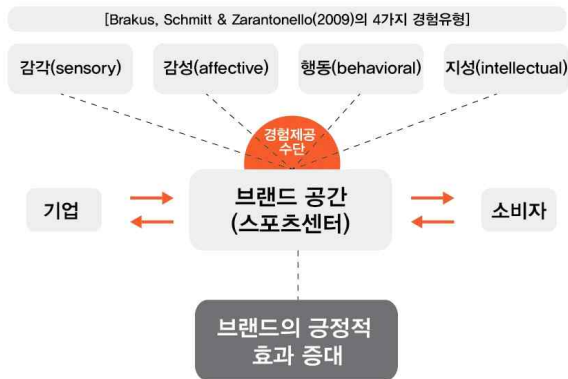 [Brakus, Schmitt & Zarantonello(2009)의 4가지 경험유형]
감각(sensory)
감성(affective)
행동(behavioral)
지성(intellectual)
경험제공
수단
기업
브랜드 공간
(스포츠센터)
소비자
브랜드의 긍정적
효과 증대